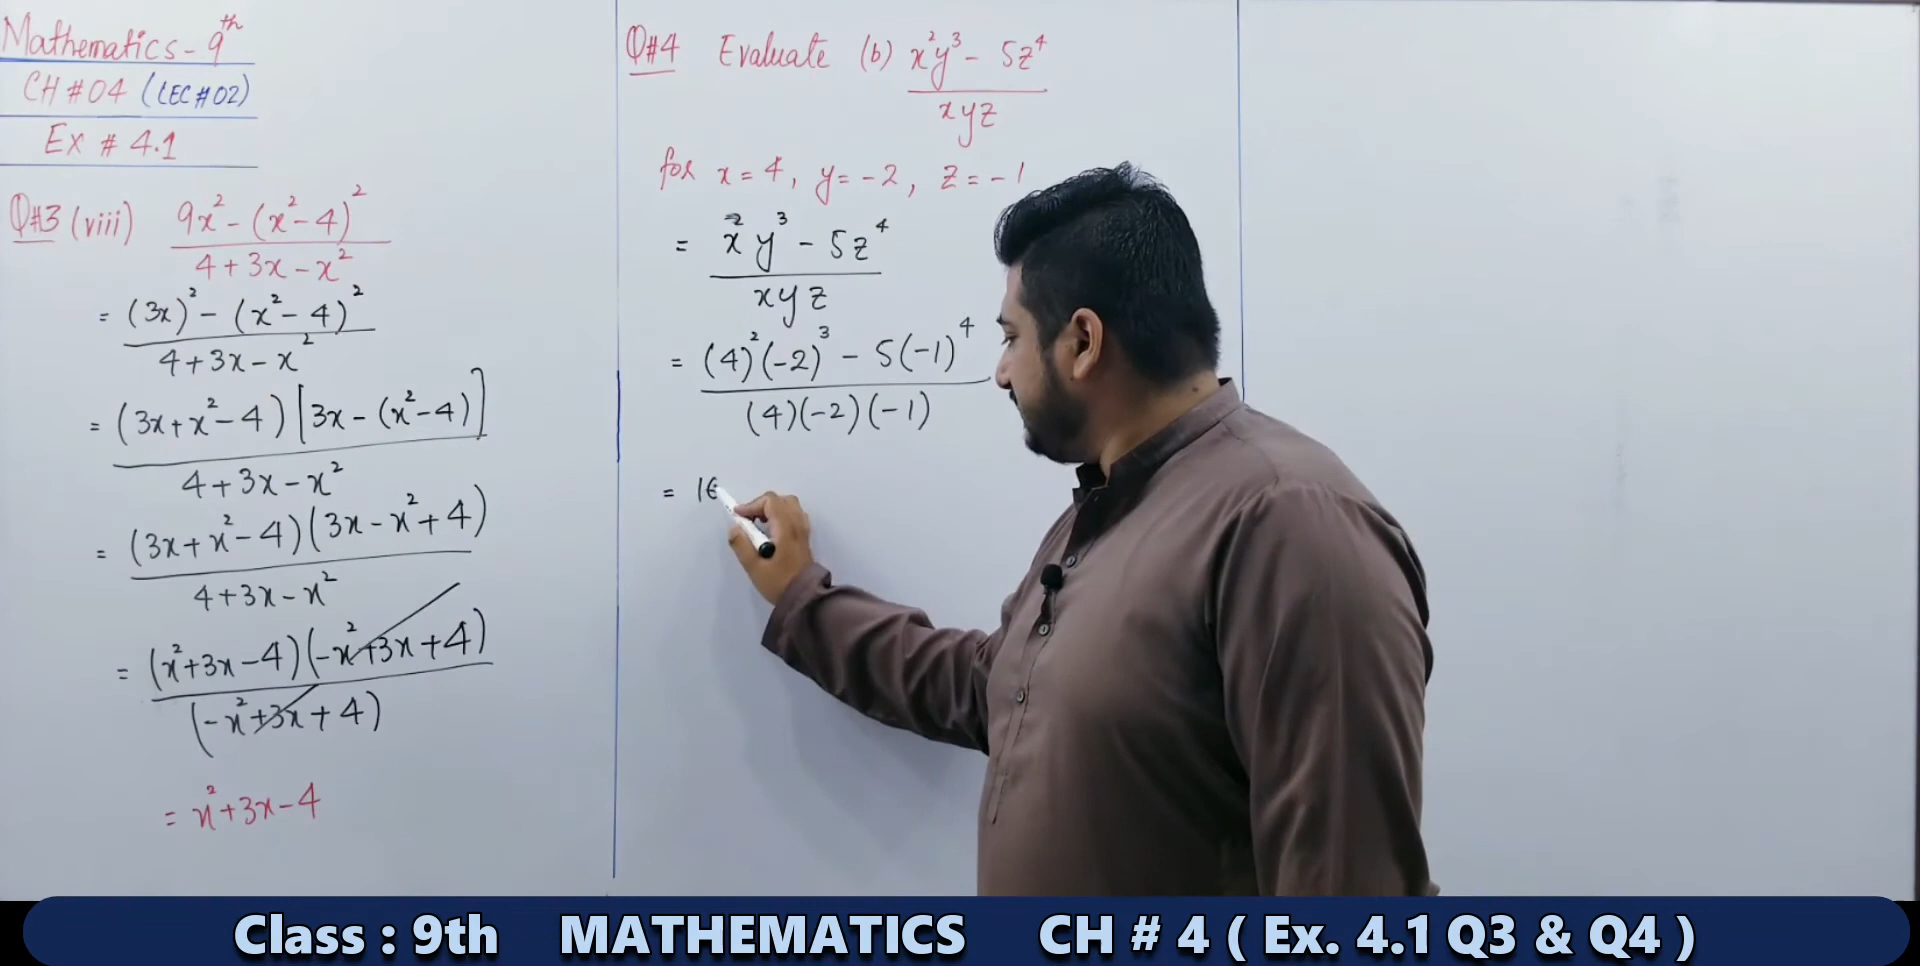 Mathematics - 9th
CH # 04 (LEC # 02)
Ex # 4.1
Q#3 (viii) 9x² - (x² - 4)² / 4 + 3x - x²
= (3x)² - (x² - 4)² / 4 + 3x - x²
= (3x + x² - 4) [3x - (x² - 4)] / 4 + 3x - x²
= (3x + x² - 4) (3x - x² + 4) / 4 + 3x - x²
= (x² + 3x - 4) (-x² + 3x + 4) / (-x² + 3x + 4)
= x² + 3x - 4
Q#4 Evaluate (b) x²y³ - 5z⁴ / xyz
for x = 4, y = -2, z = -1
= x²y³ - 5z⁴ / xyz
= (4)²(-2)³ - 5(-1)⁴ / (4)(-2)(-1)
= 16
Class : 9th MATHEMATICS CH # 4 ( Ex. 4.1 Q3 & Q4 )